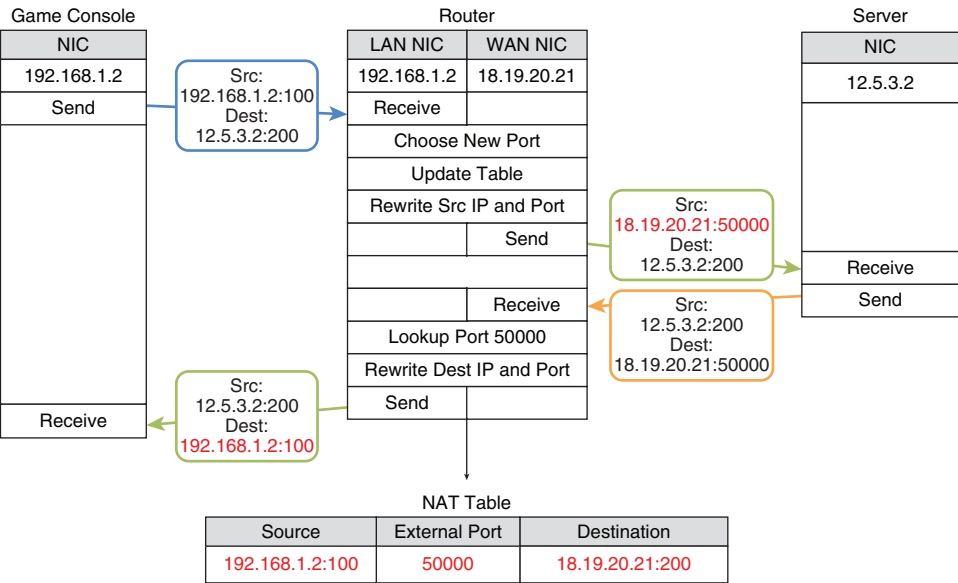 Game Console
Router
Server
NIC
LAN NIC
WAN NIC
NIC
192.168.1.2
192.168.1.2
18.19.20.21
12.5.3.2
Send
Src:
192.168.1.2:100
Dest:
12.5.3.2:200
Receive
Choose New Port
Update Table
Rewrite Src IP and Port
Send
Src:
18.19.20.21:50000
Dest:
12.5.3.2:200
Receive
Send
Src:
12.5.3.2:200
Dest:
18.19.20.21:50000
Receive
Lookup Port 50000
Rewrite Dest IP and Port
Send
Src:
12.5.3.2:200
Dest:
192.168.1.2:100
Receive
NAT Table
Source
External Port
Destination
192.168.1.2:100
50000
18.19.20.21:200